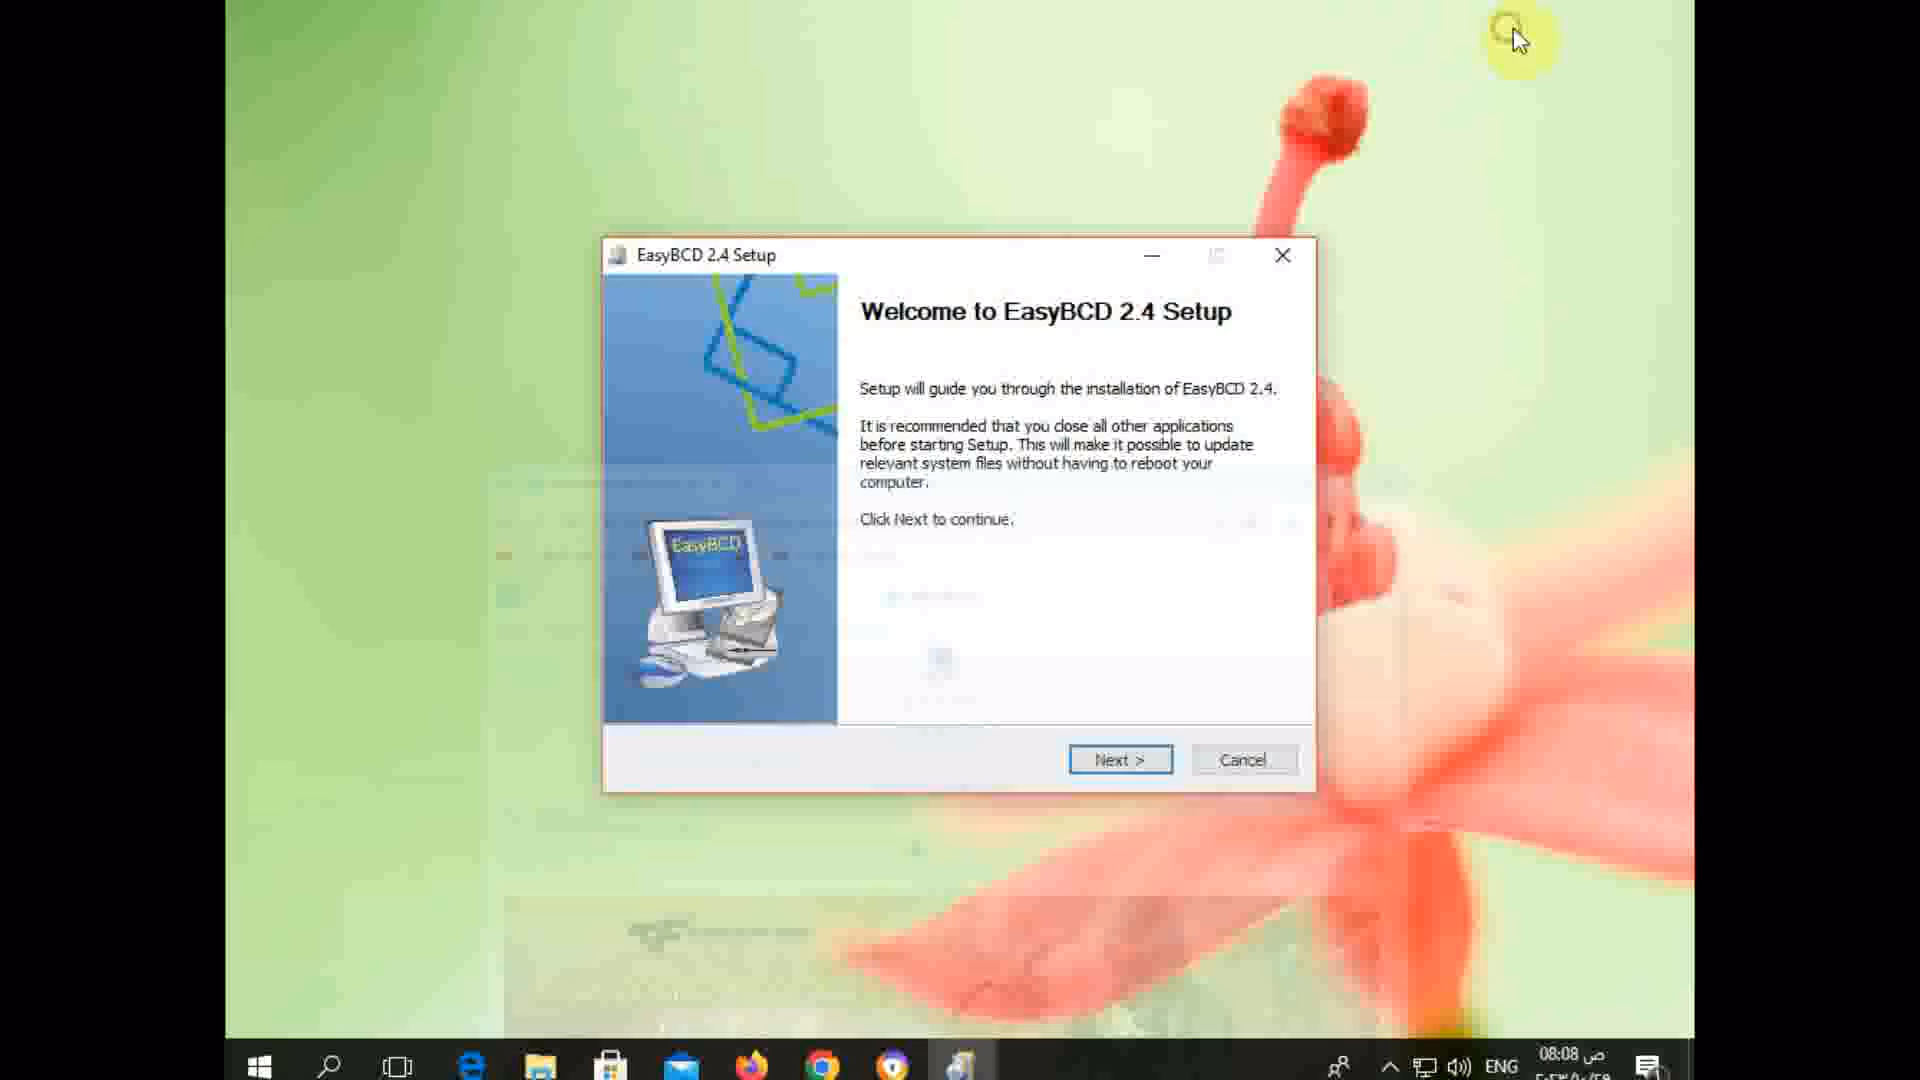 EasyBCD 2.4 Setup
Welcome to EasyBCD 2.4 Setup
Setup will guide you through the installation of EasyBCD 2.4.
It is recommended that you close all other applications
before starting Setup. This will make it possible to update
relevant system files without having to reboot your
computer.
Click Next to continue.
EasyBCD
Next >
Cancel
ENG
08:08 ص